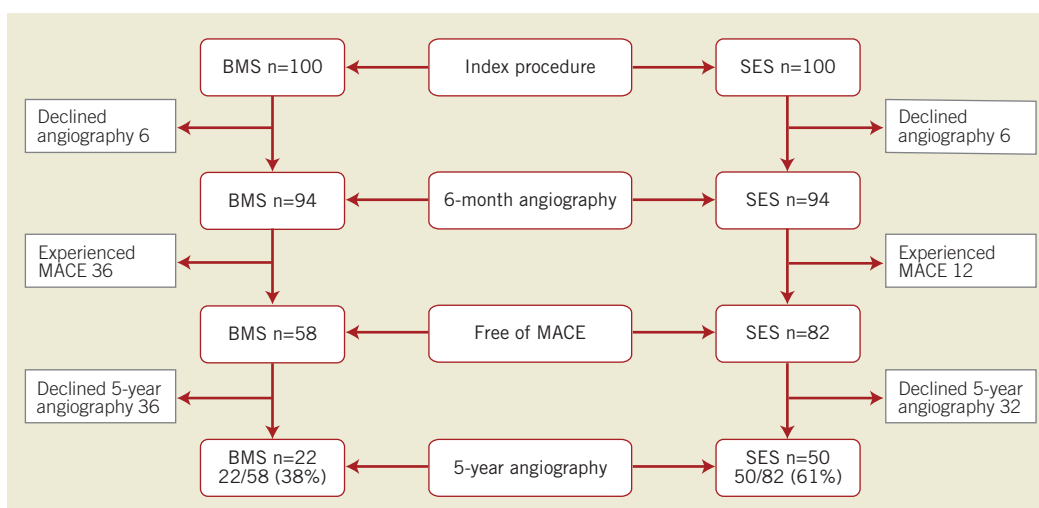 BMS n=100
Index procedure
SES n=100
Declined
angiography 6
Declined
angiography 6
BMS n=94
6-month angiography
SES n=94
Experienced
MACE 36
Experienced
MACE 12
BMS n=58
Free of MACE
SES n=82
Declined 5-year
angiography 36
Declined 5-year
angiography 32
BMS n=22
22/58 (38%)
5-year angiography
SES n=50
50/82 (61%)